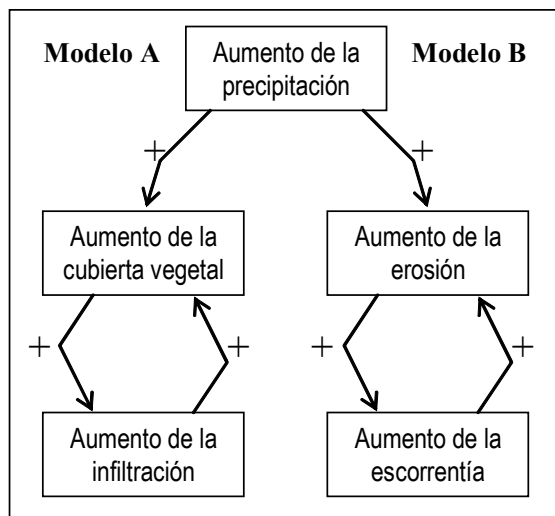 Modelo A
Aumento de la
precipitación
Modelo B
+
+
Aumento de la
cubierta vegetal
Aumento de la
erosión
+
+
+
+
Aumento de la
infiltración
Aumento de la
escorrentía